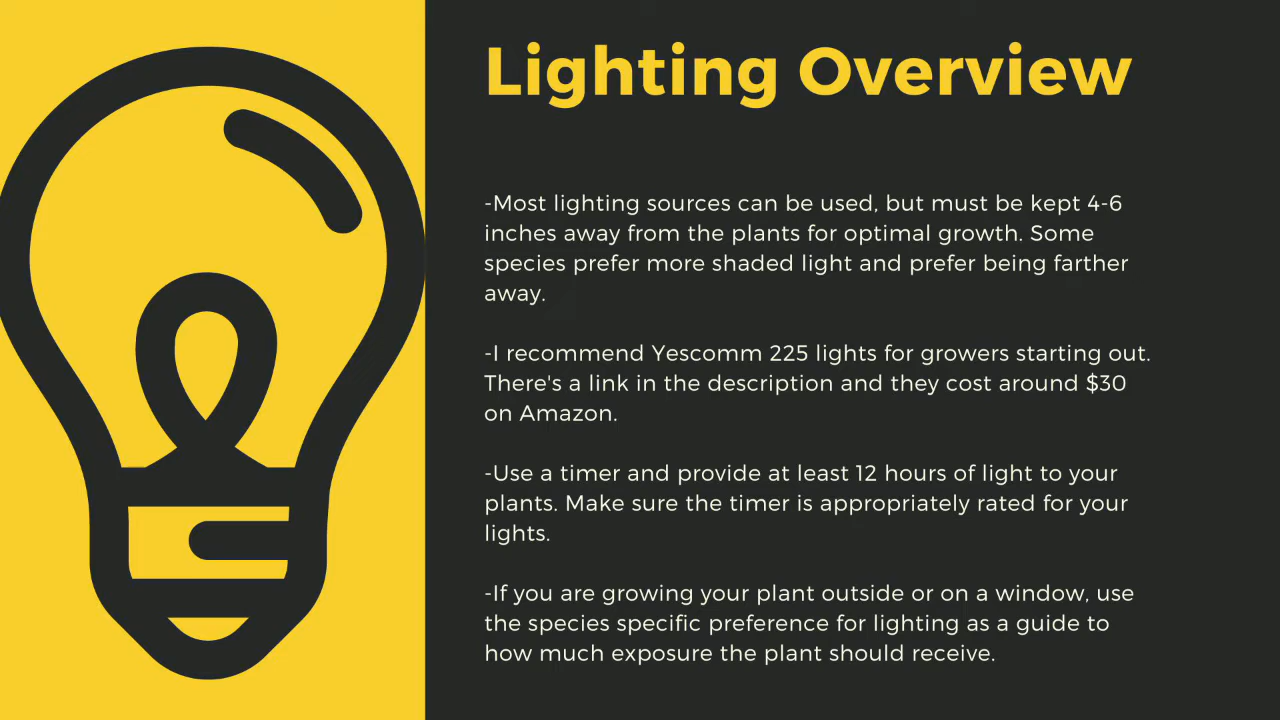 Lighting Overview
-Most lighting sources can be used, but must be kept 4-6
inches away from the plants for optimal growth. Some
species prefer more shaded light and prefer being farther
away.
-I recommend Yescomm 225 lights for growers starting out.
There's a link in the description and they cost around $30
on Amazon.
-Use a timer and provide at least 12 hours of light to your
plants. Make sure the timer is appropriately rated for your
lights.
-If you are growing your plant outside or on a window, use
the species specific preference for lighting as a guide to
how much exposure the plant should receive.